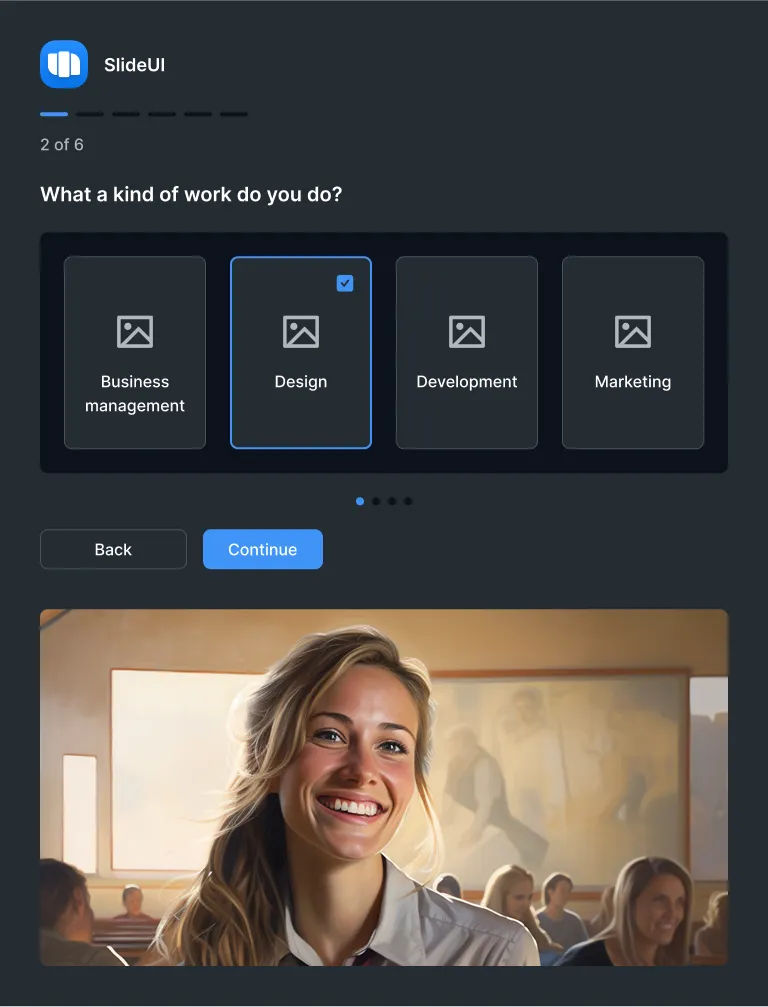 SlideUI
2 of 6
What a kind of work do you do?
Business
management
Design
Development
Marketing
Back
Continue